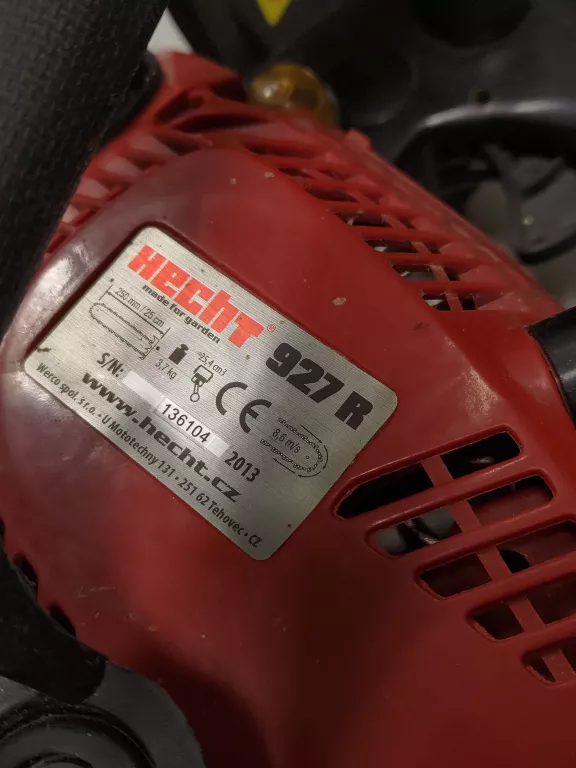 HECHT®
made for garden
927 R
250 mm / 25 cm
3,7 kg
25,4 cm3
CE
8,6 m/s
S/N: 136104 2013
www.hecht.cz
Werco spol. s r.o. • U Mototechny 131 • 251 62 Tehovec • CZ